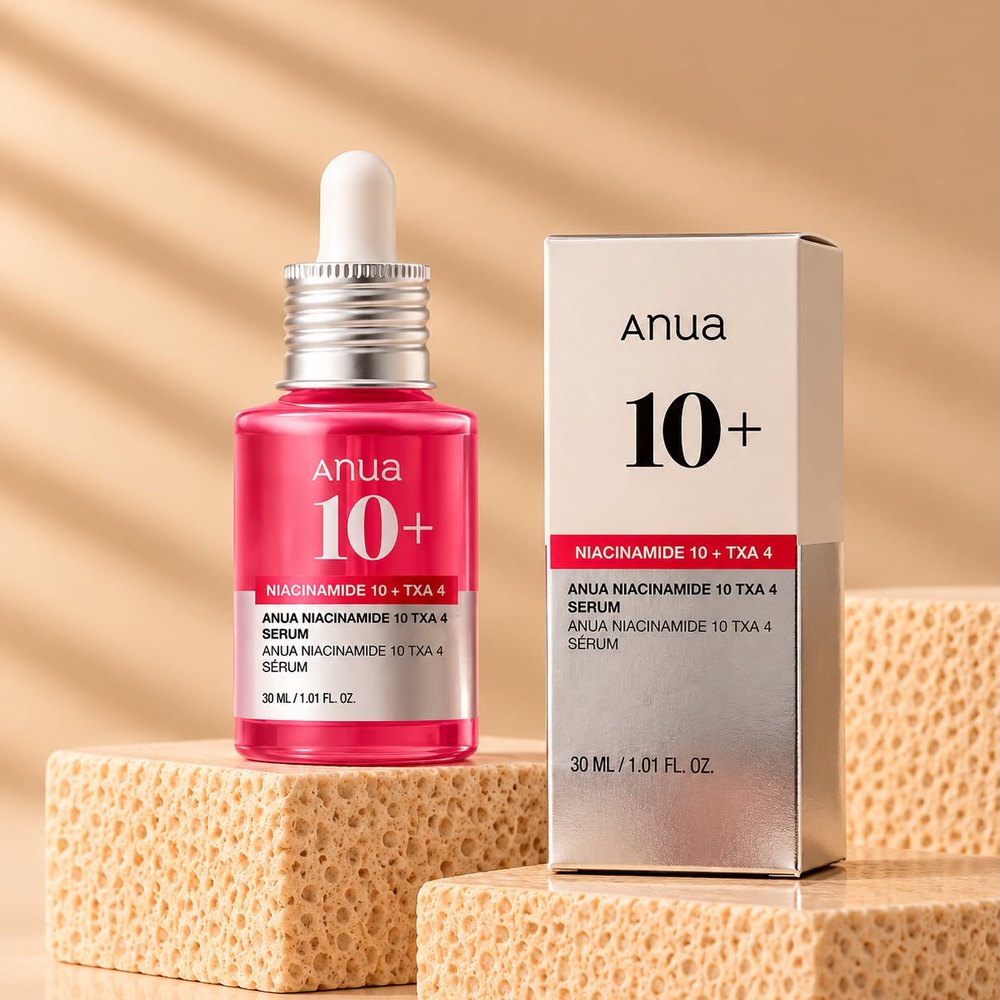 Anua
10+
NIACINAMIDE 10 + TXA 4
ANUA NIACINAMIDE 10 TXA 4
SERUM
ANUA NIACINAMIDE 10 TXA 4
SÉRUM
30 ML / 1.01 FL. OZ.
Anua
10+
NIACINAMIDE 10 + TXA 4
ANUA NIACINAMIDE 10 TXA 4
SERUM
ANUA NIACINAMIDE 10 TXA 4
SÉRUM
30 ML / 1.01 FL. OZ.